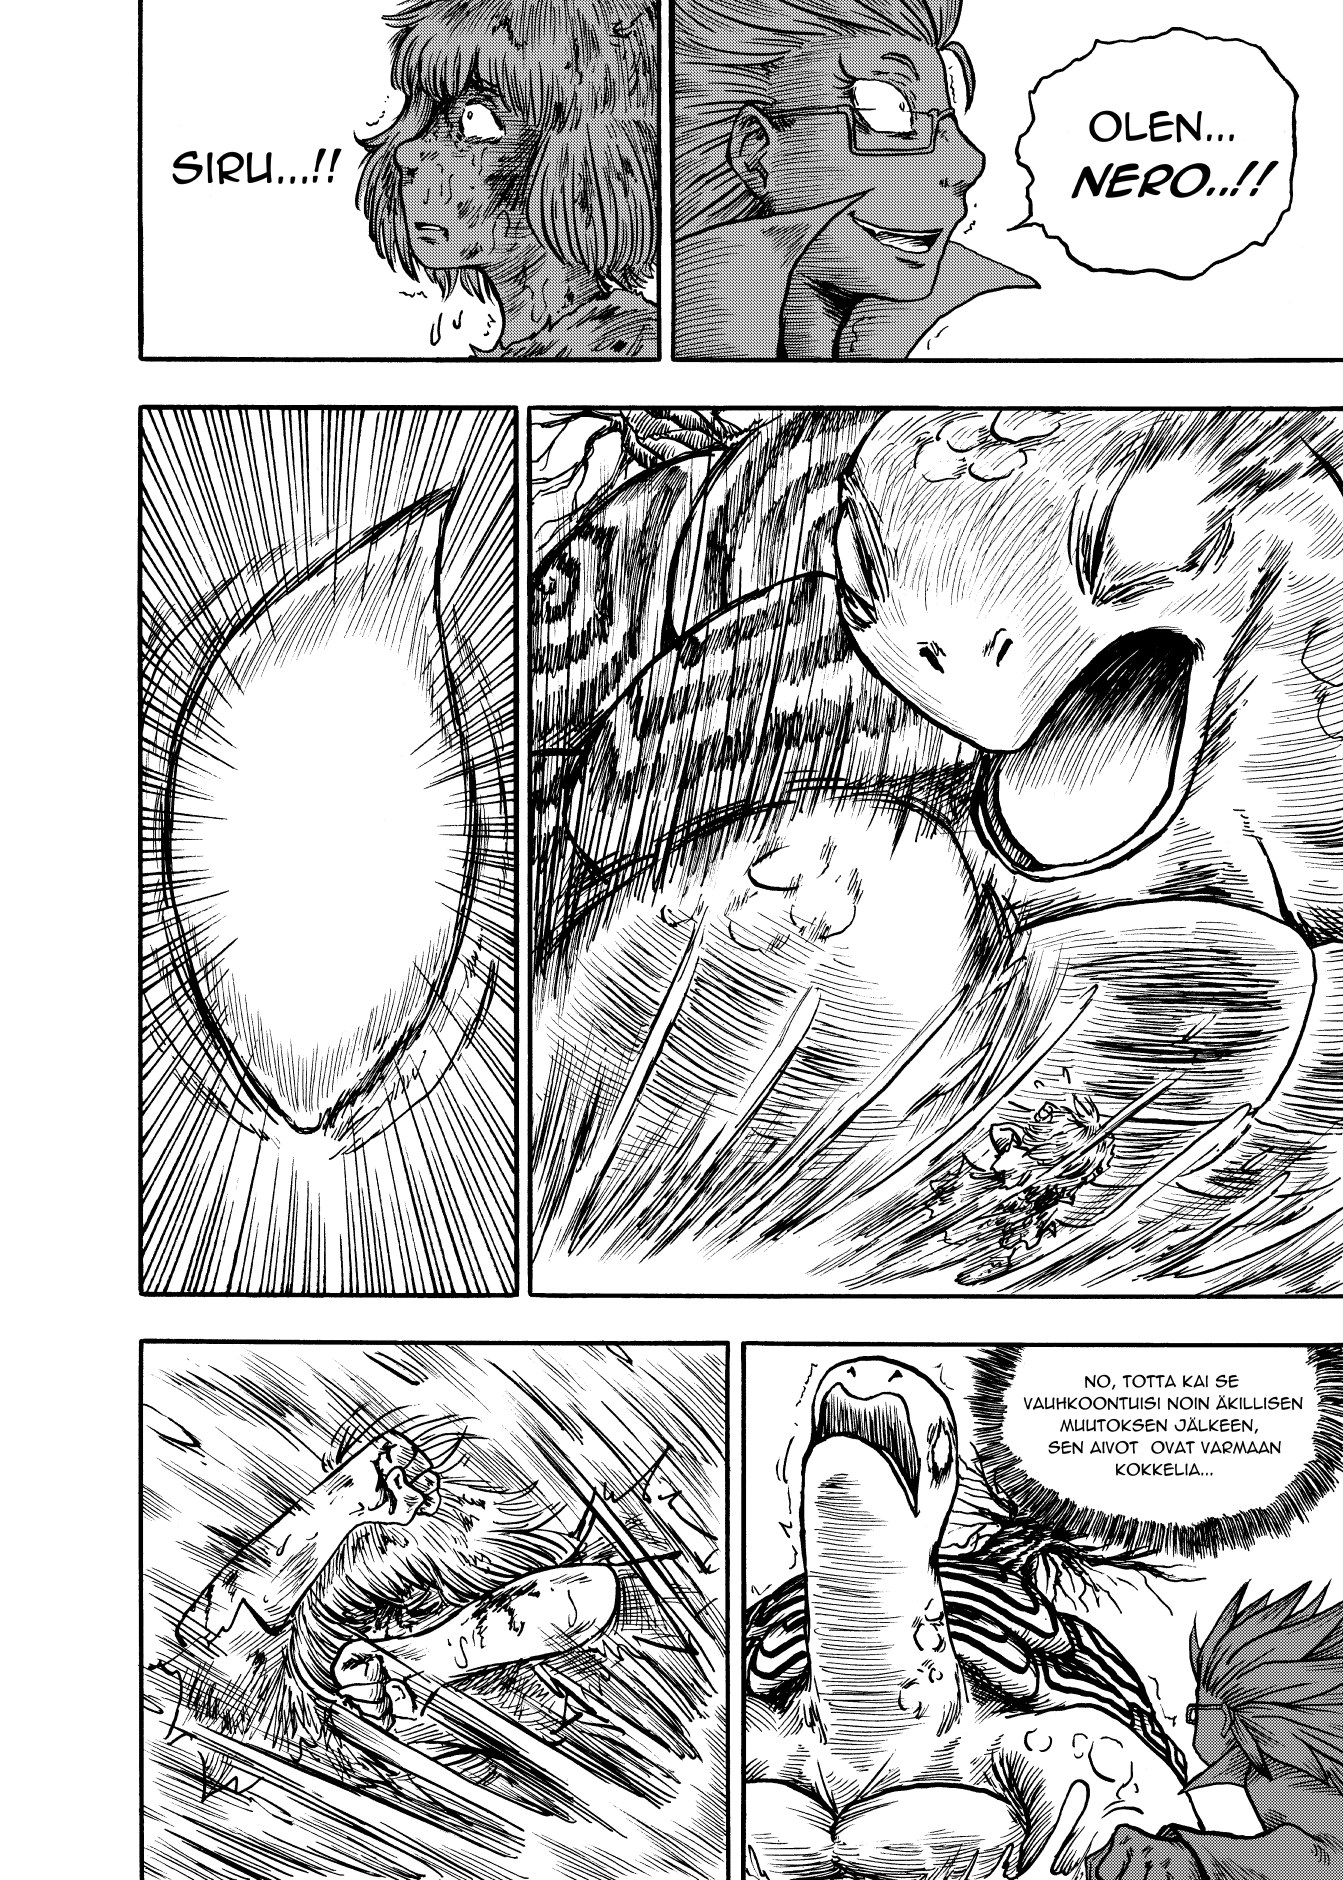 OLEN...
NERO..!!
SIRU...!!
NO, TOTTA KAI SE
VAUHKOONTUISI NOIN ÄKILLISEN
MUUTOKSEN JÄLKEEN,
SEN AIVOT OVAT VARMAAN
KOKKELIA...